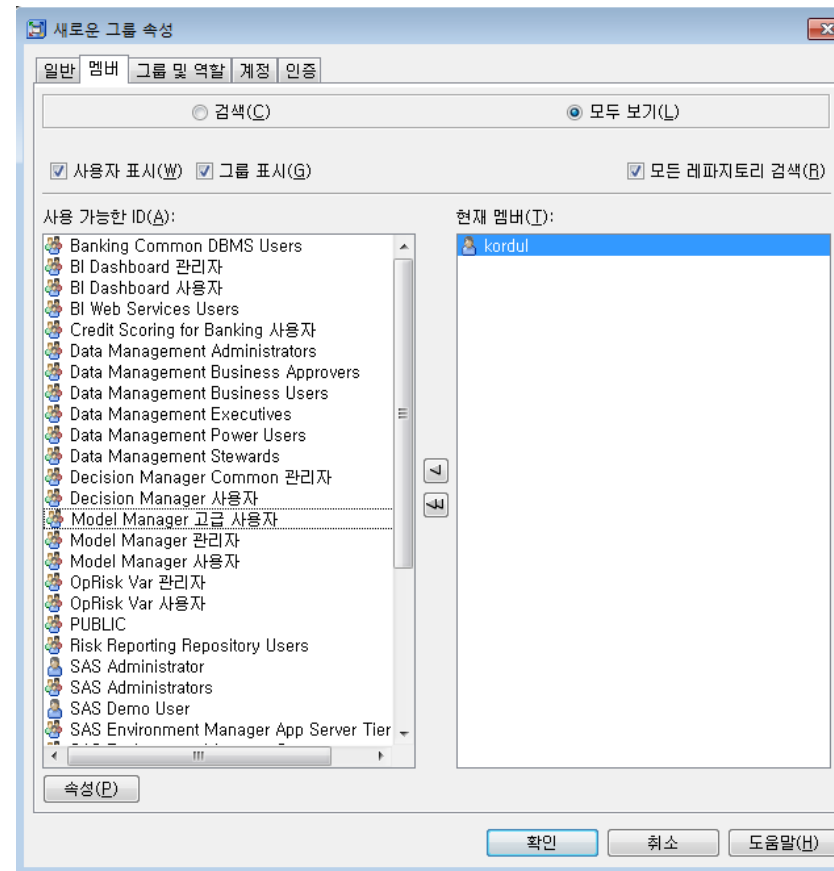 새로운 그룹 속성
일반 멤버 그룹 및 역할 계정 인증
검색(C) 모두 보기(L)
사용자 표시(W) 그룹 표시(G) 모든 레파지토리 검색(R)
사용 가능한 ID(A): 현재 멤버(T):
Banking Common DBMS Users kordul
BI Dashboard 관리자
BI Dashboard 사용자
BI Web Services Users
Credit Scoring for Banking 사용자
Data Management Administrators
Data Management Business Approvers
Data Management Business Users
Data Management Executives
Data Management Power Users
Data Management Stewards
Decision Manager Common 관리자
Decision Manager 사용자
Model Manager 고급 사용자
Model Manager 관리자
Model Manager 사용자
OpRisk Var 관리자
OpRisk Var 사용자
PUBLIC
Risk Reporting Repository Users
SAS Administrator
SAS Administrators
SAS Demo User
SAS Environment Manager App Server Tier
속성(P)
확인 취소 도움말(H)